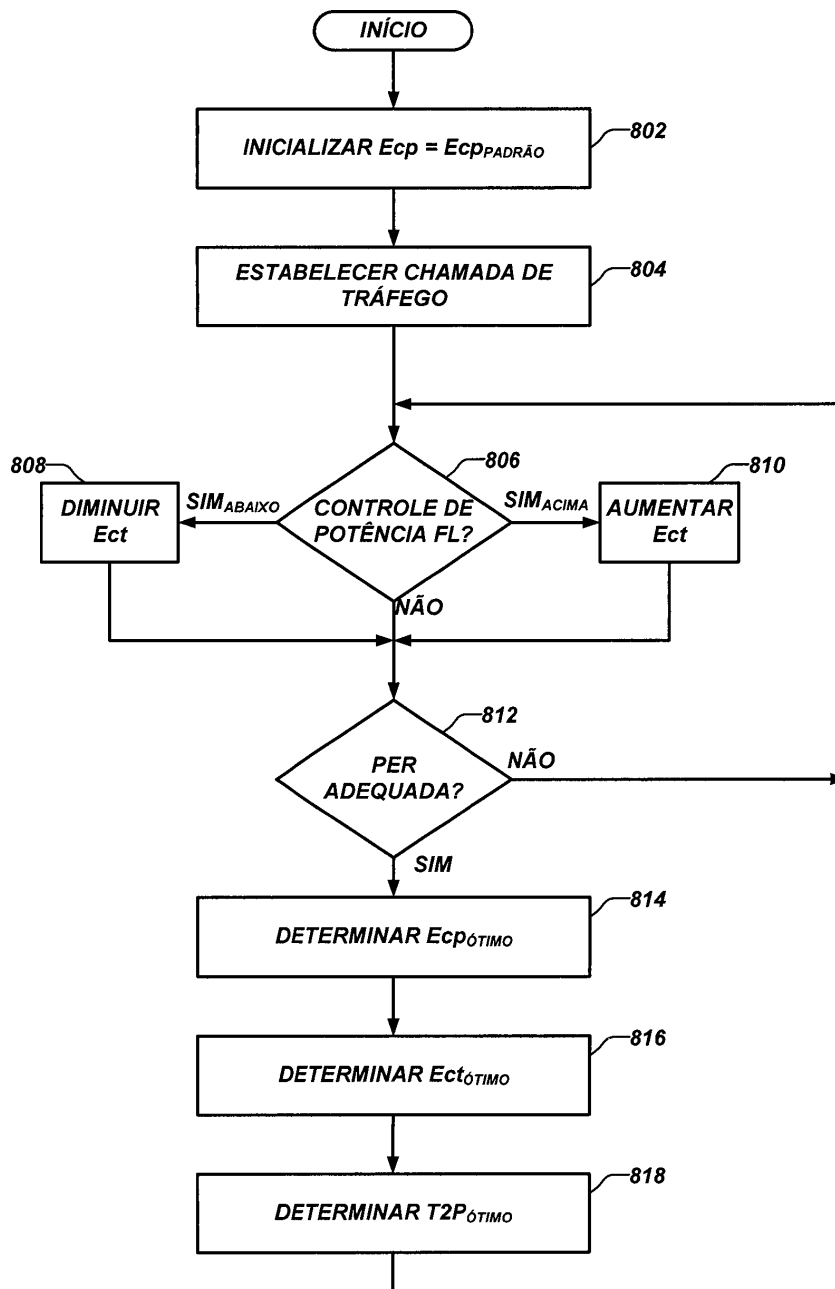 INÍCIO
INICIALIZAR Ecp = EcpPADRÃO
802
ESTABELECER CHAMADA DE
TRÁFEGO
804
808
DIMINUIR
Ect
SIMABAIXO
806
CONTROLE DE
POTÊNCIA FL?
SIMACIMA
810
AUMENTAR
Ect
NÃO
812
PER
ADEQUADA?
NÃO
SIM
814
DETERMINAR EcpÓTIMO
816
DETERMINAR EctÓTIMO
818
DETERMINAR T2PÓTIMO